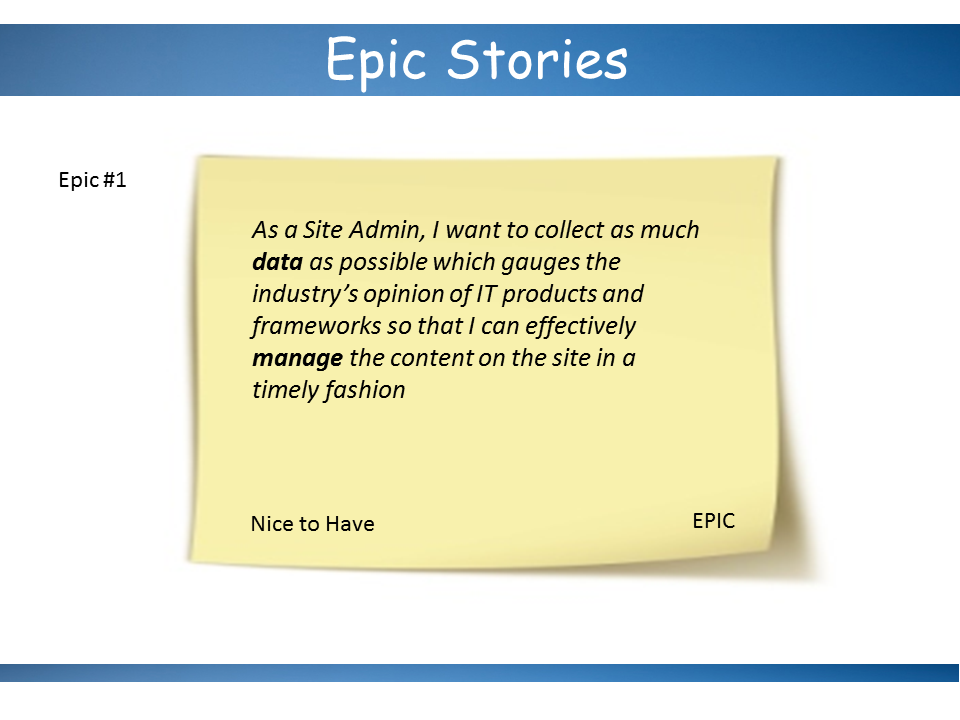 Epic Stories
Epic #1
As a Site Admin, I want to collect as much
data as possible which gauges the
industry’s opinion of IT products and
frameworks so that I can effectively
manage the content on the site in a
timely fashion
Nice to Have
EPIC